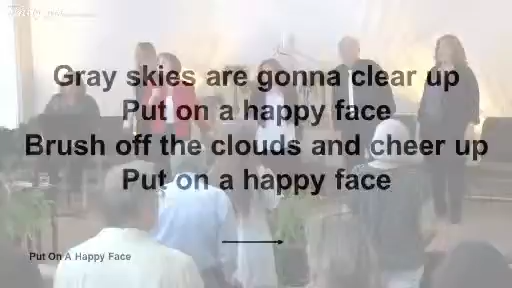 Gray skies are gonna clear up
Put on a happy face
Brush off the clouds and cheer up
Put on a happy face
Put On A Happy Face